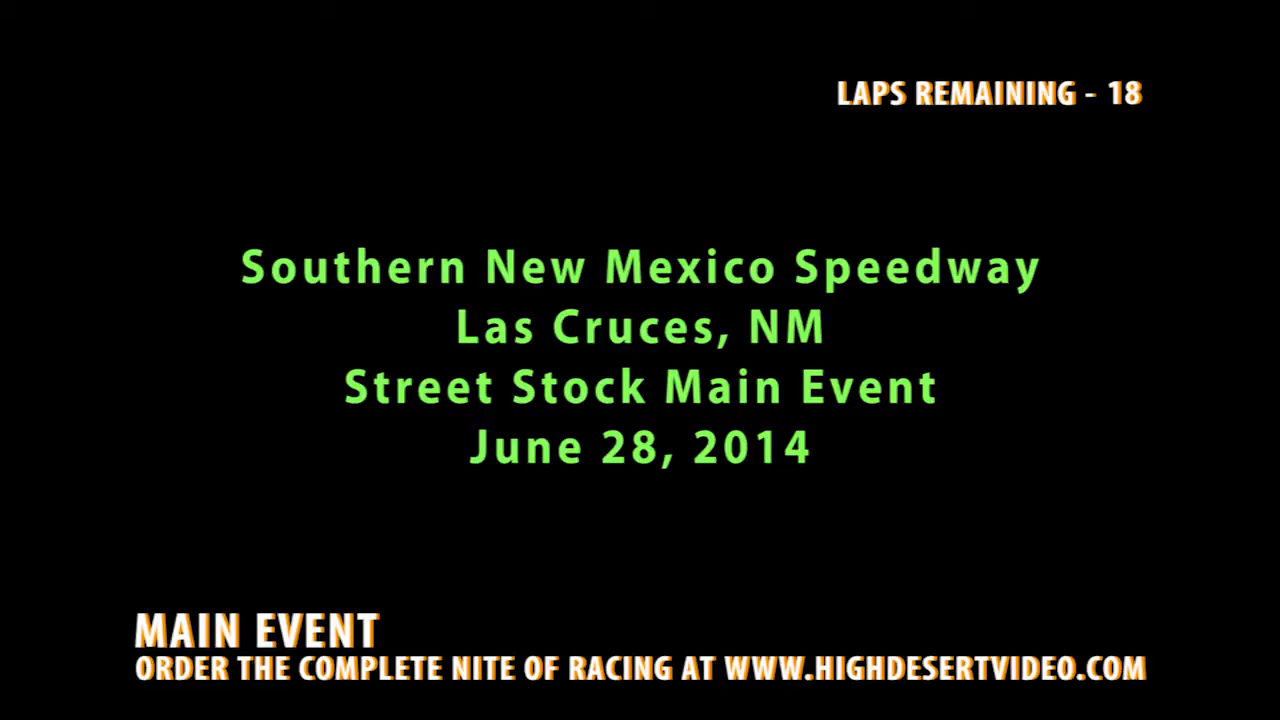 LAPS REMAINING - 18
Southern New Mexico Speedway
Las Cruces, NM
Street Stock Main Event
June 28, 2014
MAIN EVENT
ORDER THE COMPLETE NITE OF RACING AT WWW.HIGHDESERTVIDEO.COM